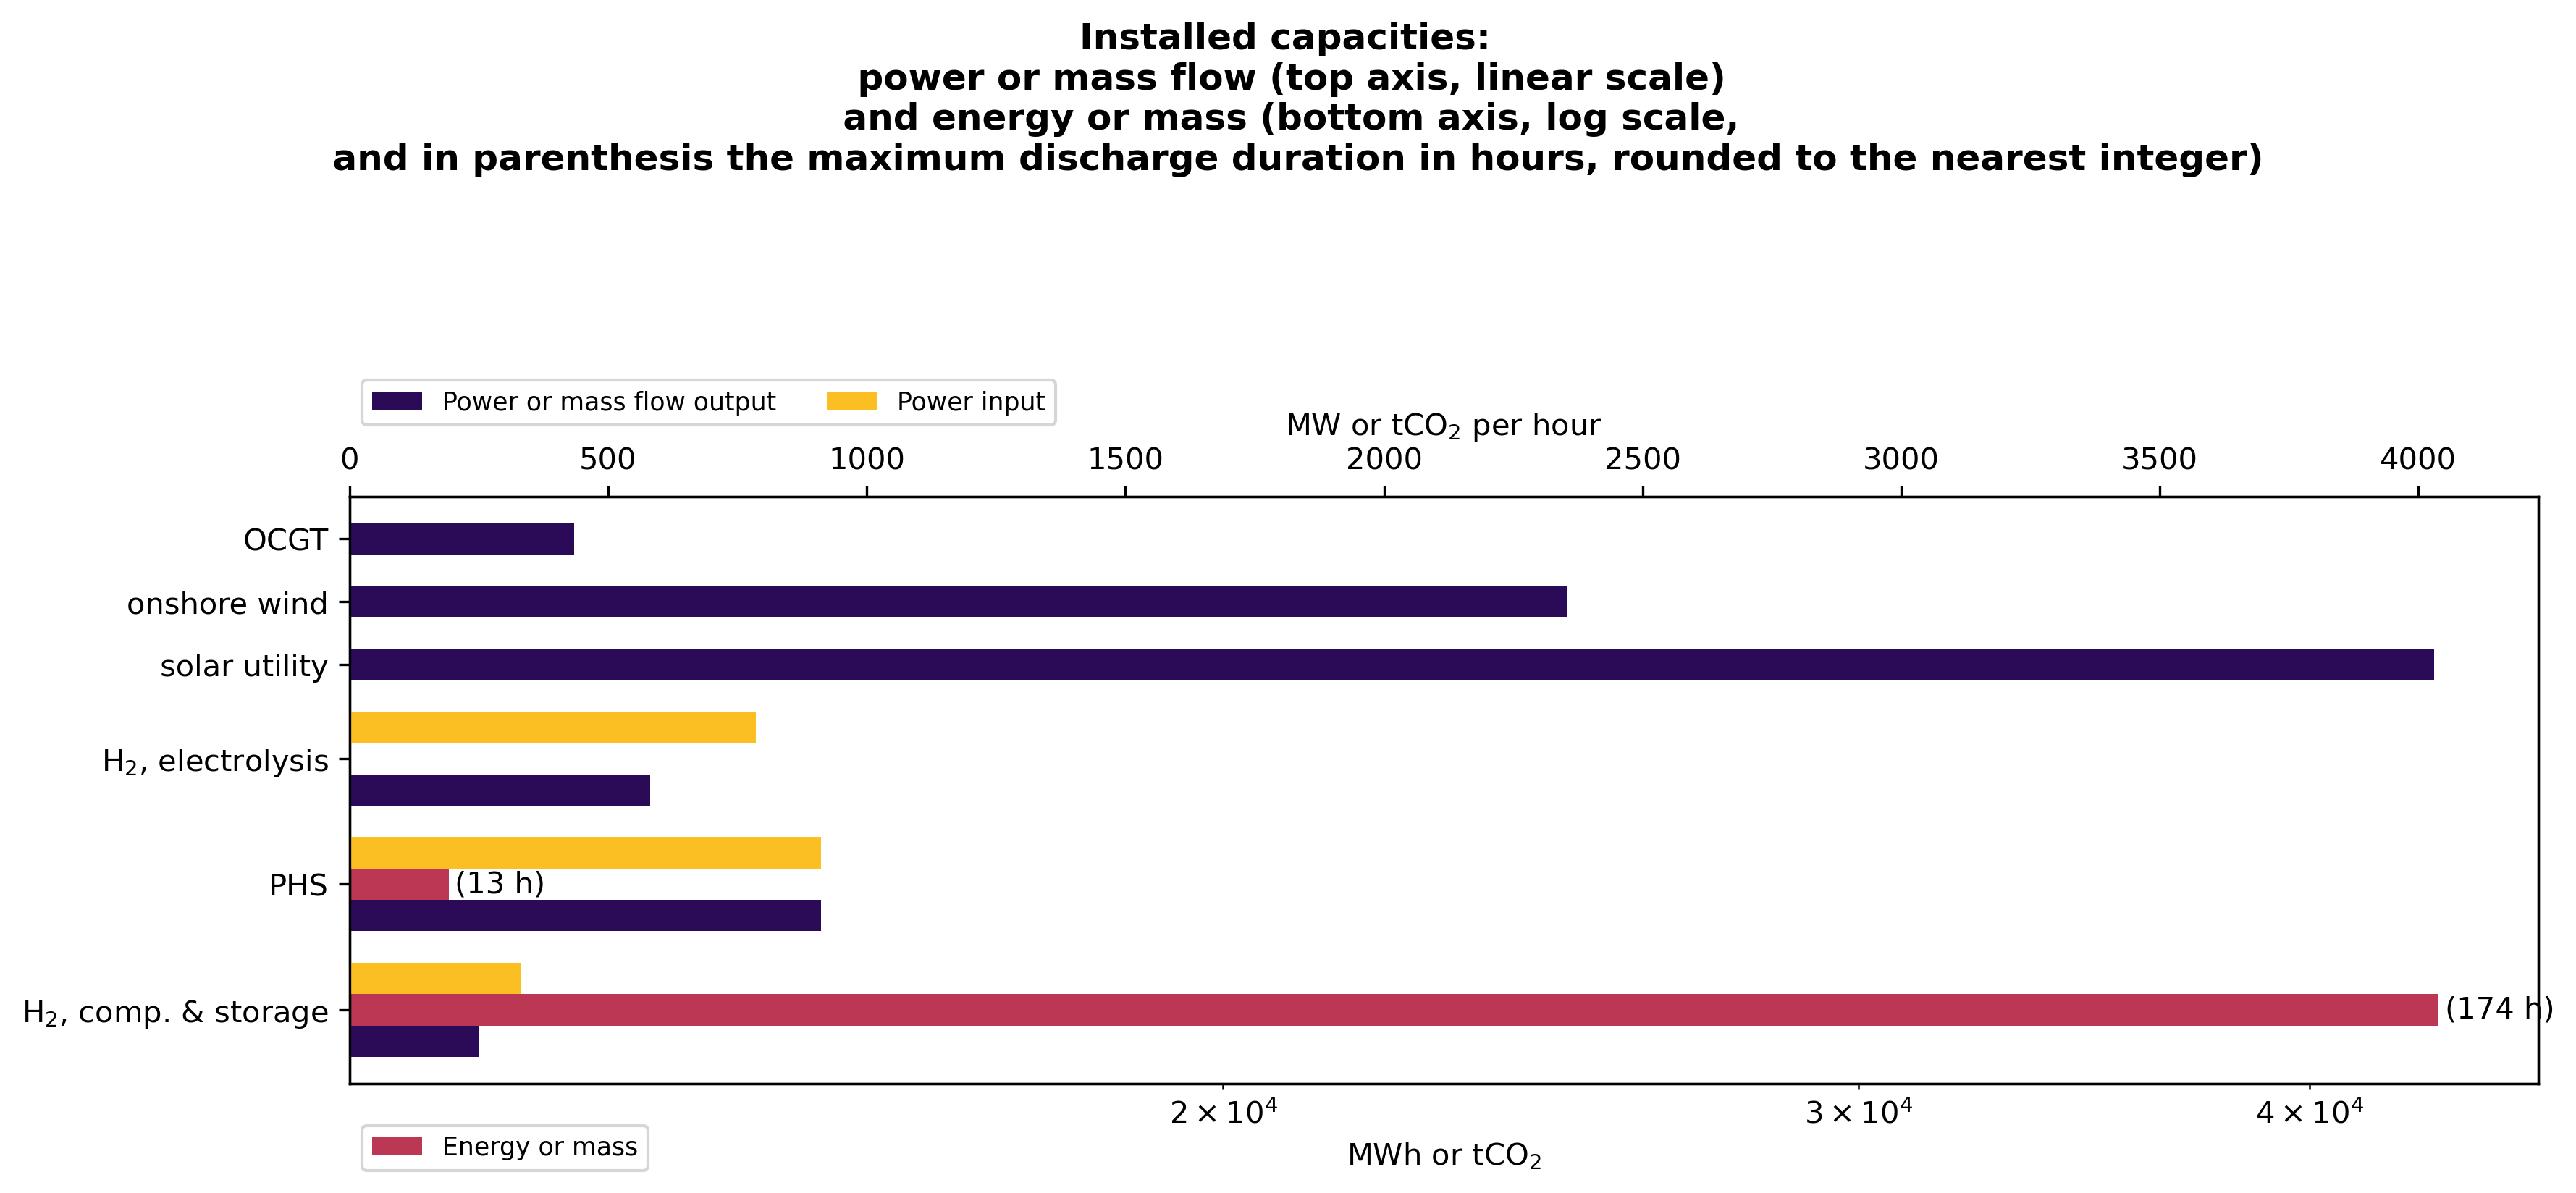 Installed capacities:
power or mass flow (top axis, linear scale)
and energy or mass (bottom axis, log scale,
and in parenthesis the maximum discharge duration in hours, rounded to the nearest integer)
Power or mass flow output Power input
MW or tCO₂ per hour
0 500 1000 1500 2000 2500 3000 3500 4000
OCGT
onshore wind
solar utility
H₂, electrolysis
PHS (13 h)
H₂, comp. & storage (174 h)
2 × 10⁴ 3 × 10⁴ 4 × 10⁴
Energy or mass
MWh or tCO₂